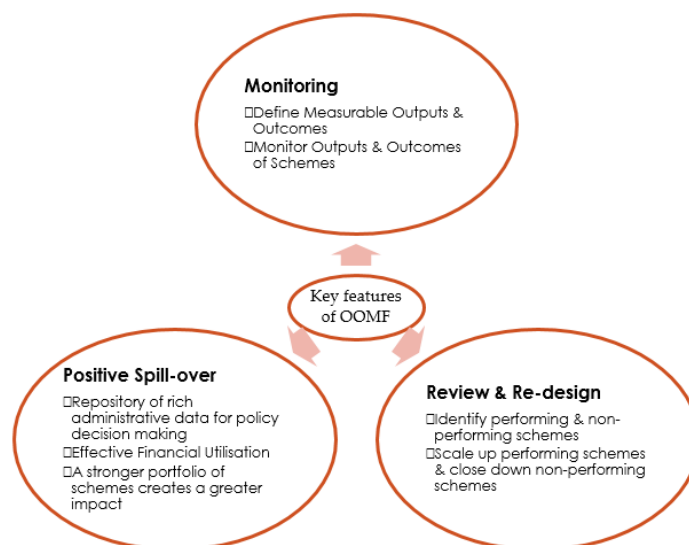 Monitoring
□Define Measurable Outputs &
Outcomes
□Monitor Outputs & Outcomes
of Schemes
Key features
of OOMF
Positive Spill-over
□Repository of rich
administrative data for policy
decision making
□Effective Financial Utilisation
□A stronger portfolio of
schemes creates a greater
impact
Review & Re-design
□Identify performing & non-
performing schemes
□Scale up performing schemes
& close down non-performing
schemes